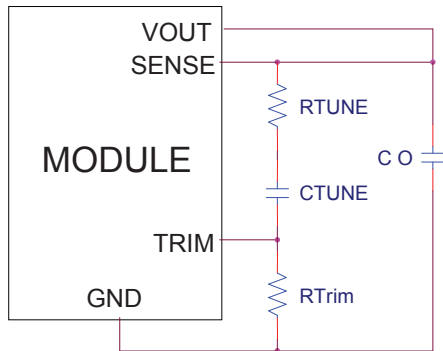 VOUT
SENSE
RTUNE
MODULE
C O
CTUNE
TRIM
GND
RTrim